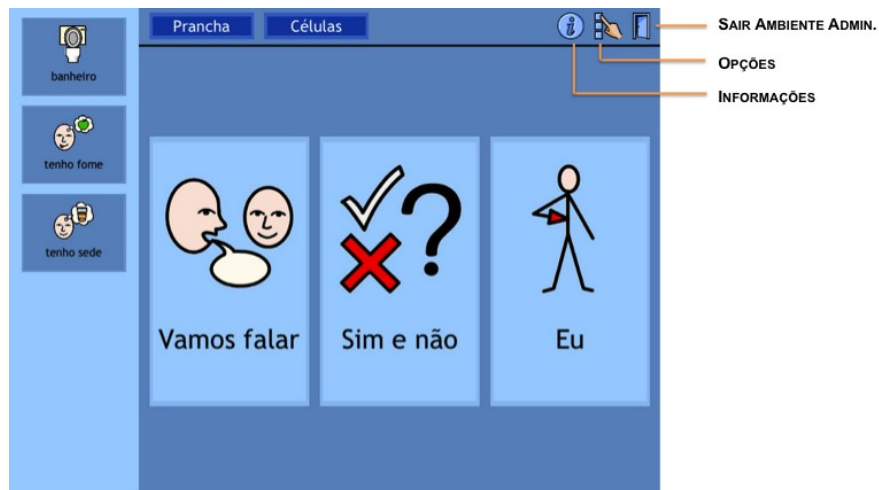 Prancha
Células
SAIR AMBIENTE ADMIN.
OPÇÕES
INFORMAÇÕES
i
banheiro
tenho fome
tenho sede
Vamos falar
?
Sim e não
Eu